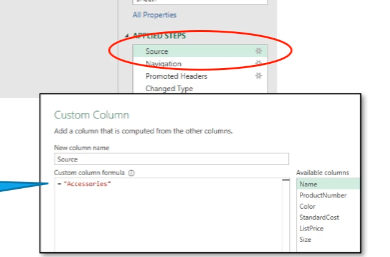 All Properties
APPLIED STEPS
Source
Navigation
Promoted Headers
Changed Type
Custom Column
Add a column that is computed from the other columns.
New column name
Source
Custom column formula
Available columns
= "Accessories"
Name
ProductNumber
Color
StandardCost
ListPrice
Size